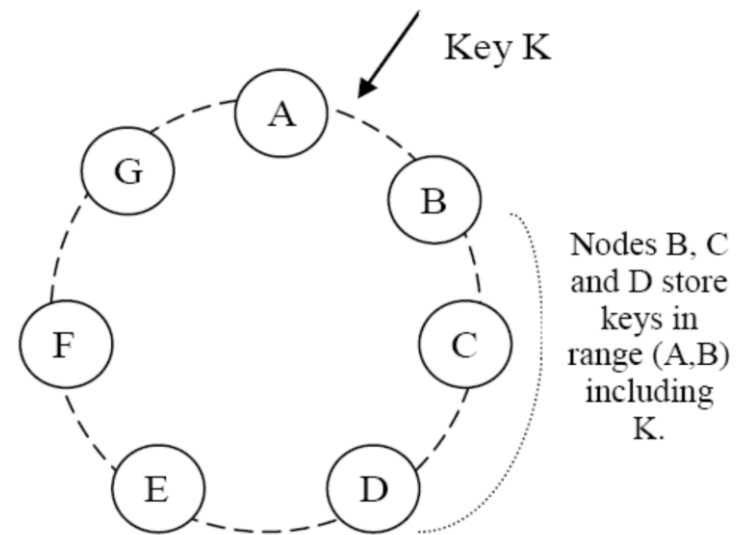 Key K
A
B
G
Nodes B, C
and D store
keys in
range (A,B)
including
K.
F
C
E
D